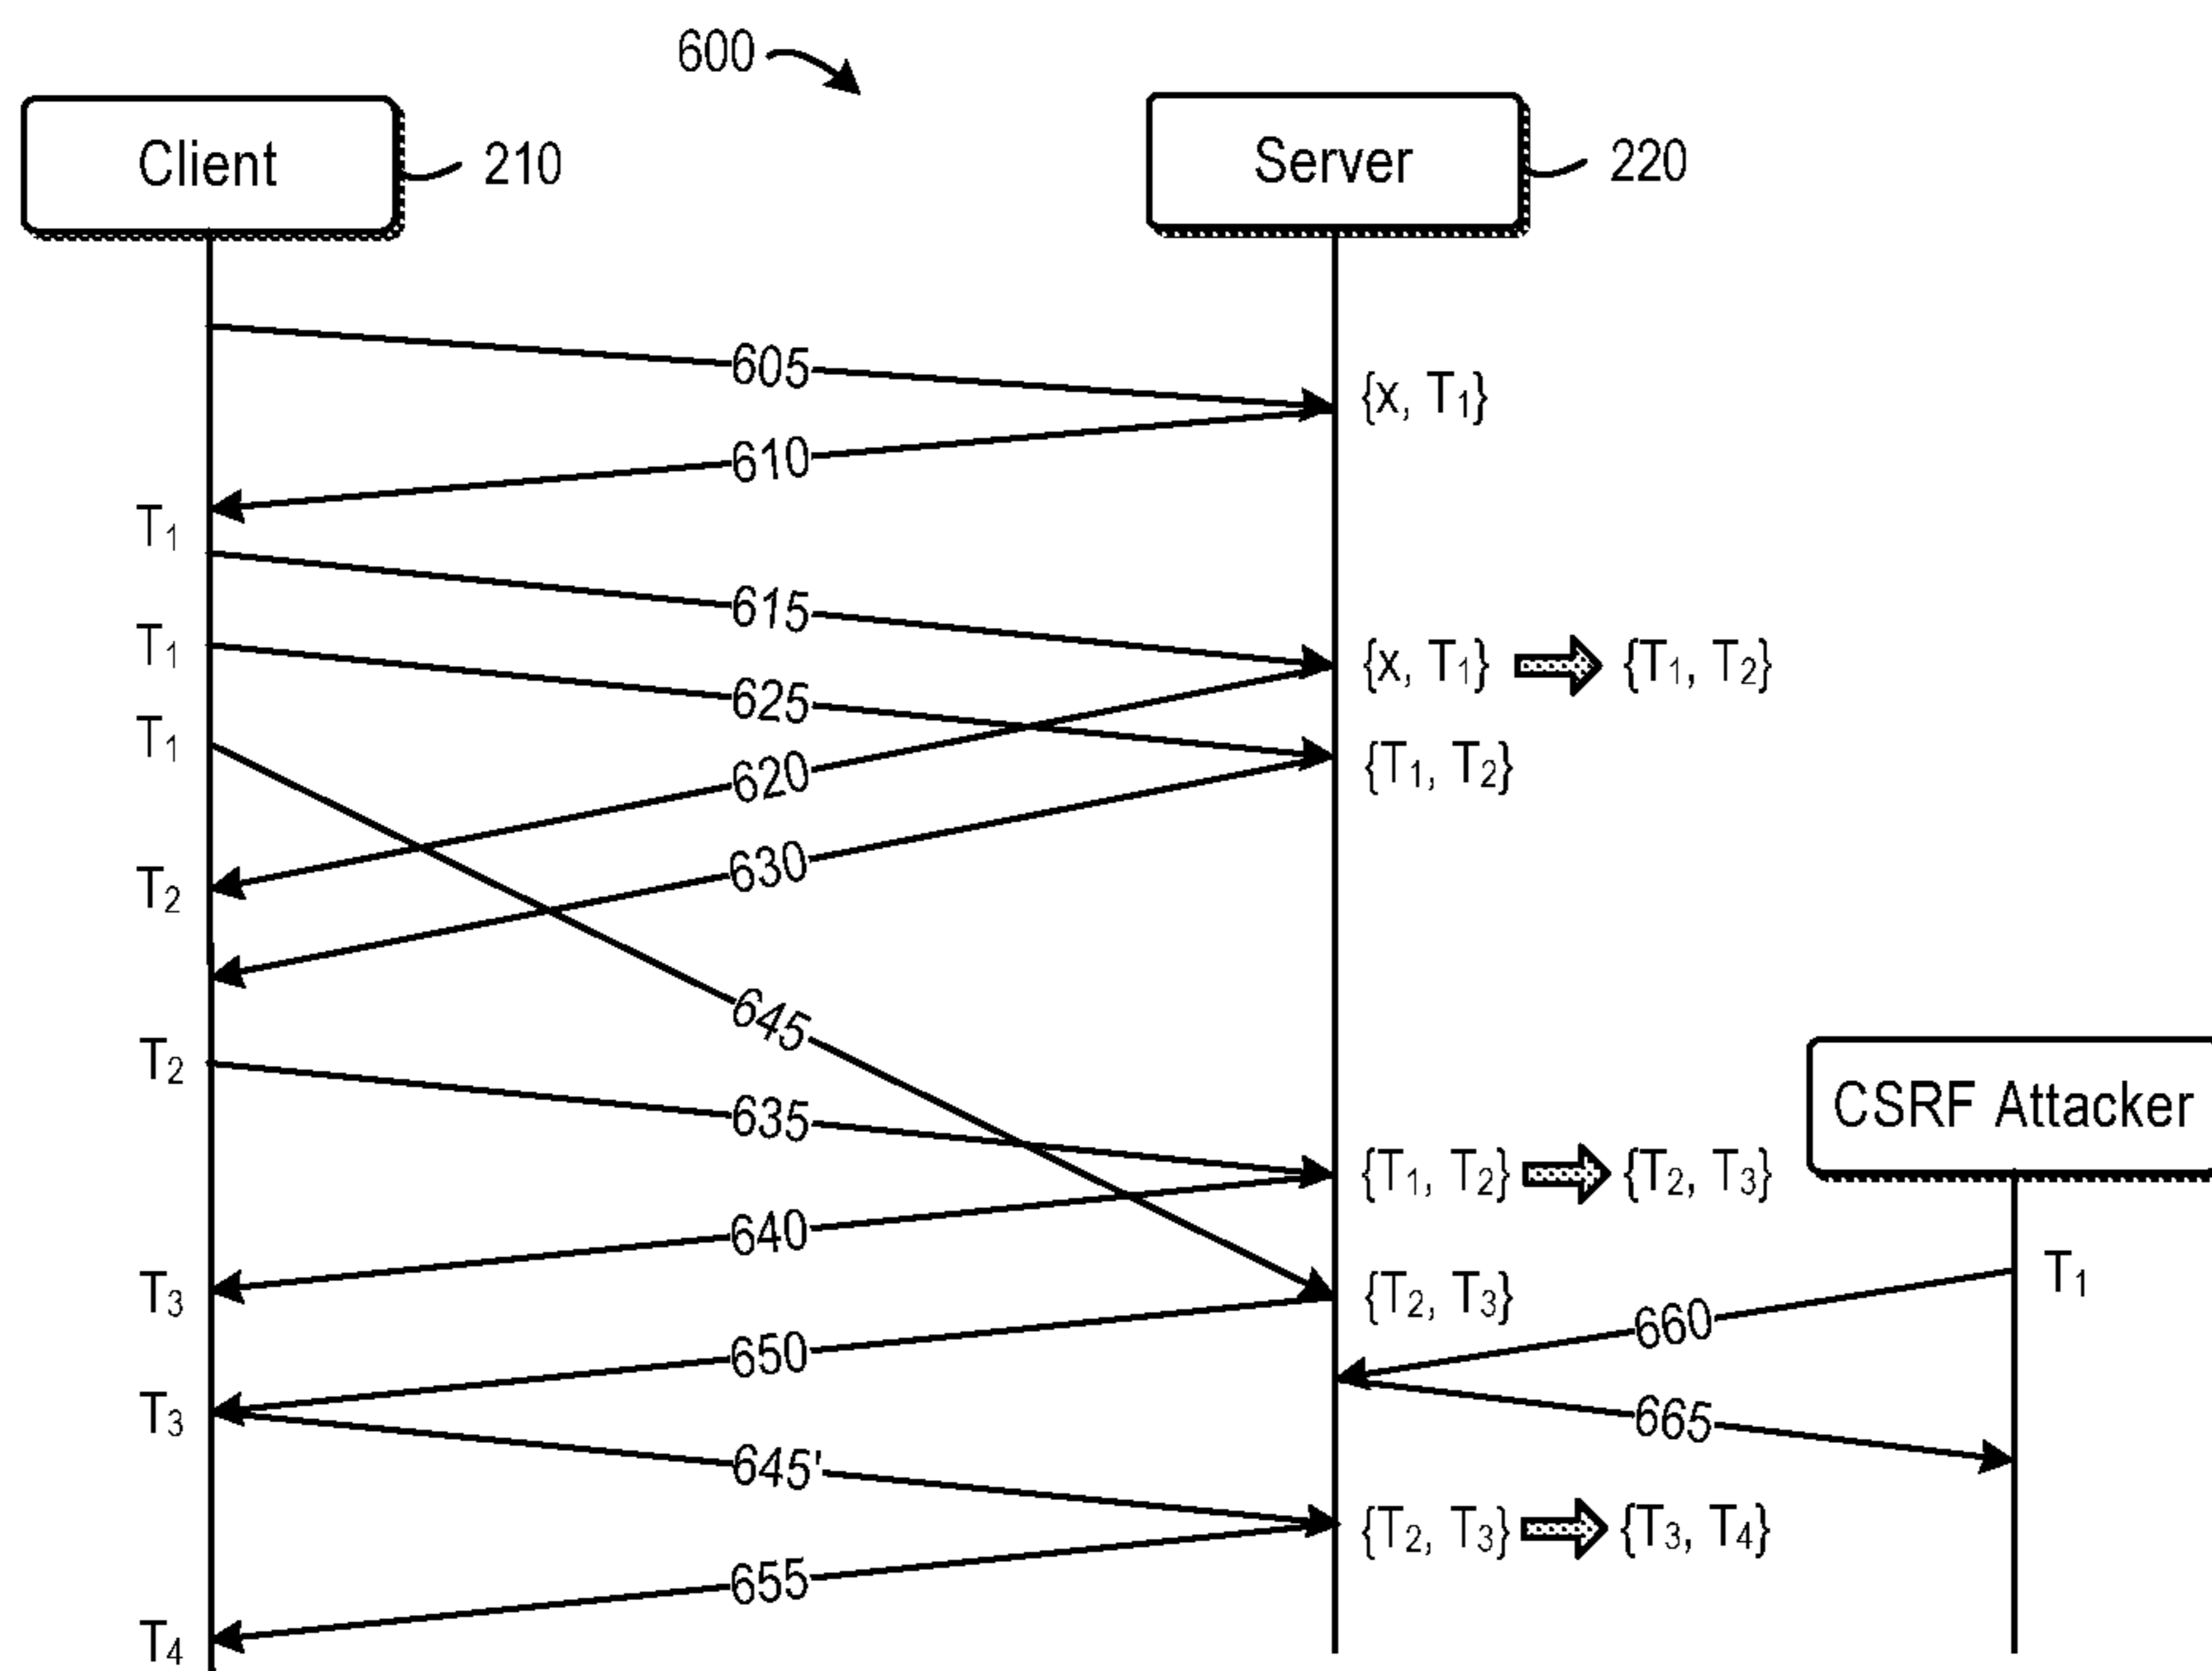 600
Client
210
Server
220
605
{x, T₁}
610
T₁
615
T₁
{x, T₁} {T₁, T₂}
625
T₁
{T₁, T₂}
620
630
T₂
645
T₂
CSRF Attacker
635
{T₁, T₂} {T₂, T₃}
640
T₃
{T₂, T₃}
T₁
660
650
T₃
665
645'
{T₂, T₃} {T₃, T₄}
655
T₄